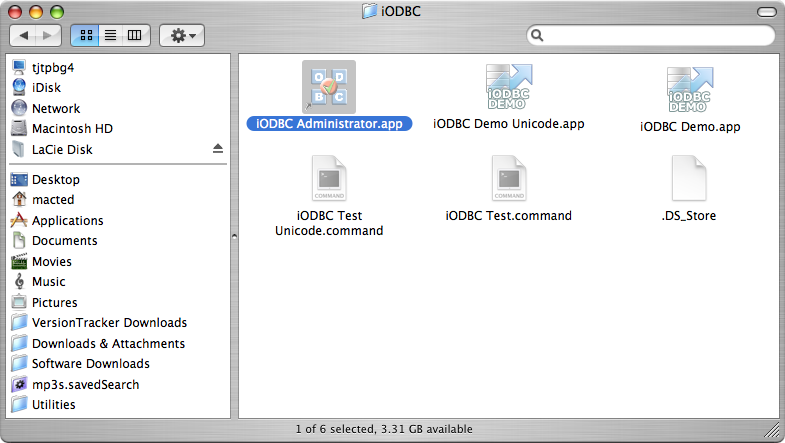 iODBC
tjtpbg4
iDisk
Network
Macintosh HD
LaCie Disk
Desktop
macted
Applications
Documents
Movies
Music
Pictures
VersionTracker Downloads
Downloads & Attachments
Software Downloads
mp3s.savedSearch
Utilities
O D
B C
iODBC Administrator.app
iODBC
DEMO
iODBC Demo Unicode.app
iODBC
DEMO
iODBC Demo.app
COMMAND
iODBC Test
Unicode.command
COMMAND
iODBC Test.command
.DS_Store
1 of 6 selected, 3.31 GB available